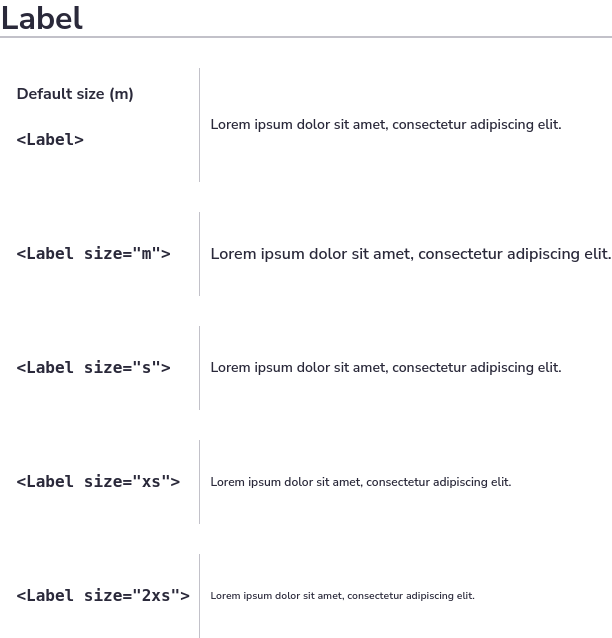 Label
Default size (m)
<Label>
Lorem ipsum dolor sit amet, consectetur adipiscing elit.
<Label size="m">
Lorem ipsum dolor sit amet, consectetur adipiscing elit.
<Label size="s">
Lorem ipsum dolor sit amet, consectetur adipiscing elit.
<Label size="xs">
Lorem ipsum dolor sit amet, consectetur adipiscing elit.
<Label size="2xs">
Lorem ipsum dolor sit amet, consectetur adipiscing elit.